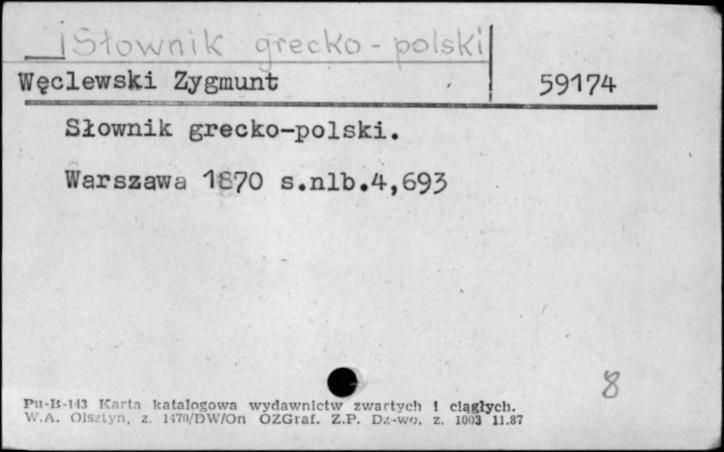 Słownik grecko-polski
Węclewski Zygmunt 59174
Słownik grecko-polski.
Warszawa 1870 s.nlb.4,693
8
Pu-B-143 Karta katalogowa wydawnictw zwartych i ciągłych.
W.A. Olsztyn, z. 1470/DW/On OZGraf. Z.P. Dz-wo, z. 1003 11.87